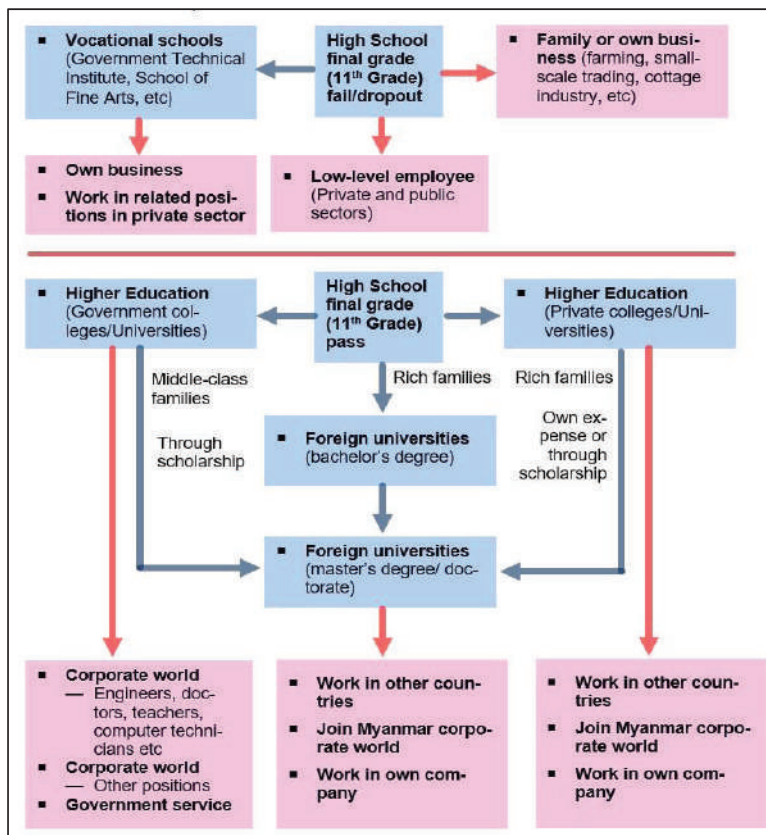 ▪ Vocational schools
(Government Technical
Institute, School of
Fine Arts, etc)
High School
final grade
(11th Grade)
fail/dropout
▪ Family or own busi-
ness (farming, small-
scale trading, cottage
industry, etc)
▪ Own business
▪ Work in related posi-
tions in private sector
▪ Low-level employee
(Private and public
sectors)
▪ Higher Education
(Government col-
leges/Universities)
High School
final grade
(11th Grade)
pass
▪ Higher Education
(Private colleges/Uni-
versities)
Middle-class
families
Through
scholarship
Rich families
Rich families
Own ex-
pense or
through
scholarship
▪ Foreign universities
(bachelor's degree)
▪ Foreign universities
(master's degree/ doc-
torate)
▪ Corporate world
— Engineers, doc-
tors, teachers,
computer techni-
cians etc
▪ Corporate world
— Other positions
▪ Government service
▪ Work in other coun-
tries
▪ Join Myanmar corpo-
rate world
▪ Work in own com-
pany
▪ Work in other coun-
tries
▪ Join Myanmar corpo-
rate world
▪ Work in own com-
pany